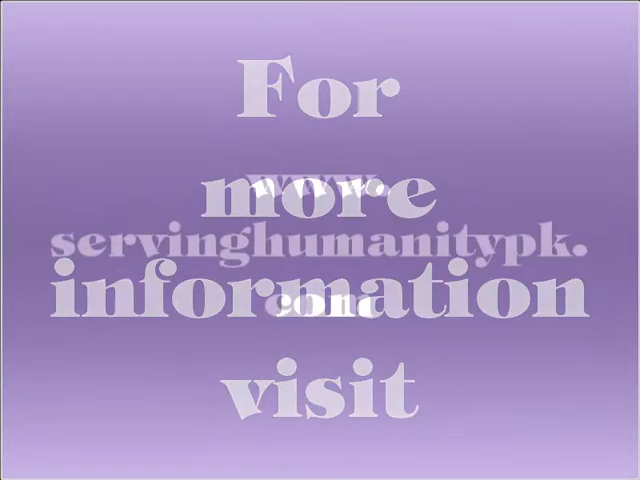 For
more
information
visit
www.
servinghumanitypk.
com